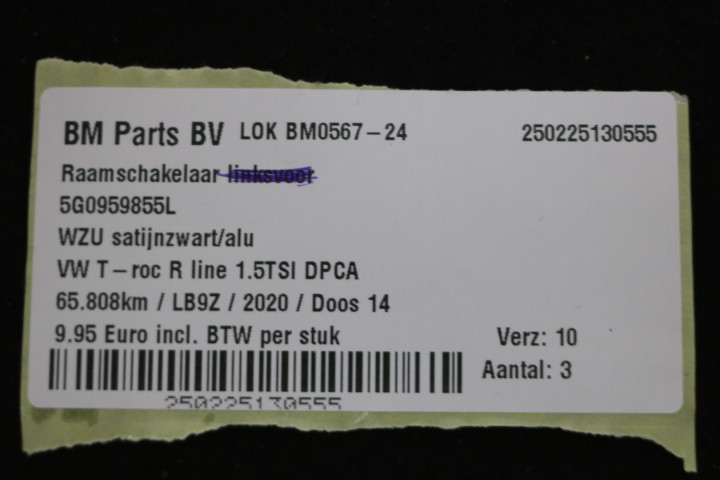 BM Parts BV LOK BM0567-24 250225130555
Raamschakelaar linksvoor
5G0959855L
WZU satijnzwart/alu
VW T-roc R line 1.5TSI DPCA
65.808km / LB9Z / 2020 / Doos 14
9.95 Euro incl. BTW per stuk Verz: 10
Aantal: 3
250225130555